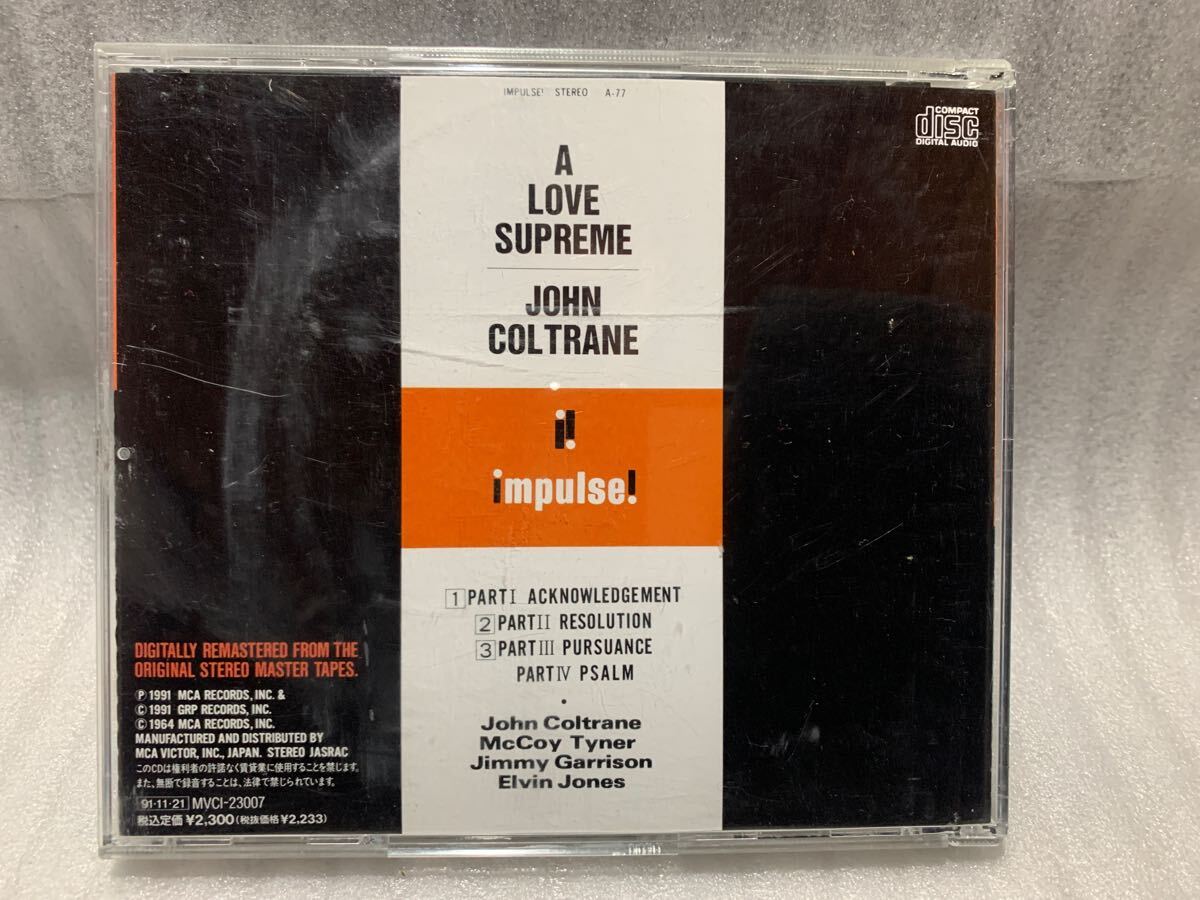 IMPULSE! STEREO A-77
COMPACT
disc
DIGITAL AUDIO
A
LOVE
SUPREME
JOHN
COLTRANE
i!
impulse!
1 PART I ACKNOWLEDGEMENT
2 PART II RESOLUTION
3 PART III PURSUANCE
PART IV PSALM
•
John Coltrane
McCoy Tyner
Jimmy Garrison
Elvin Jones
DIGITALLY REMASTERED FROM THE
ORIGINAL STEREO MASTER TAPES.
Ⓟ 1991 MCA RECORDS, INC. &
© 1991 GRP RECORDS, INC.
© 1964 MCA RECORDS, INC.
MANUFACTURED AND DISTRIBUTED BY
MCA VICTOR, INC., JAPAN. STEREO JASRAC
このCDは権利者の許諾なく賃貸業に使用することを禁じます。
また、無断で録音することは、法律で禁じられています。
91·11·21 MVCI-23007
税込定価¥2,300(税抜価格¥2,233)